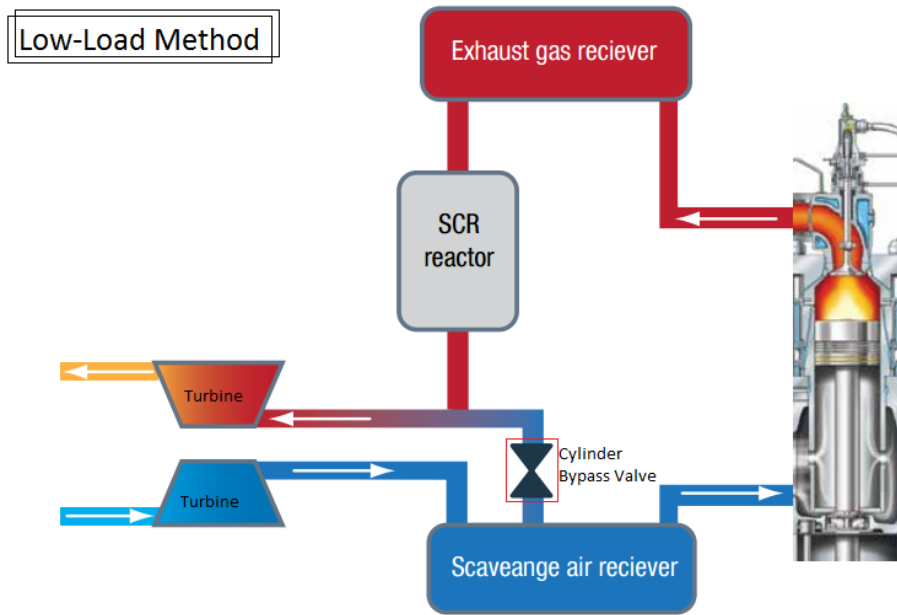 Low-Load Method
Exhaust gas reciever
SCR
reactor
Turbine
Cylinder
Bypass Valve
Turbine
Scaveange air reciever